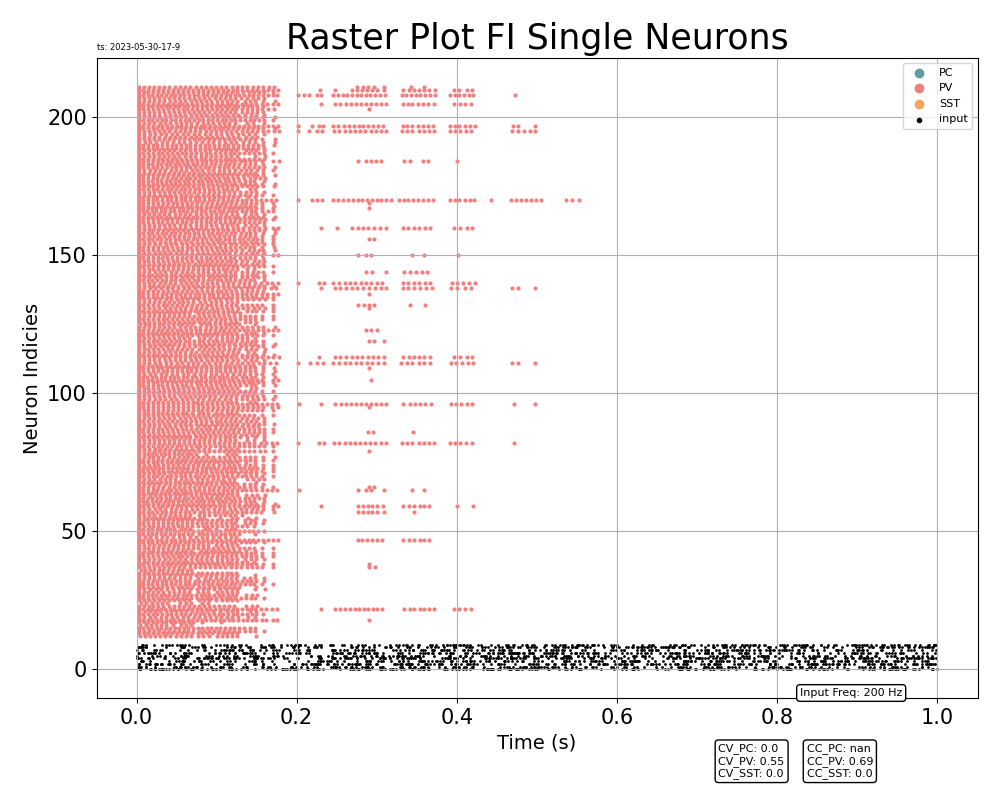 Raster Plot FI Single Neurons
ts: 2023-05-30-17-9
PC
PV
SST
input
200
150
100
50
0
Neuron Indicies
Input Freq: 200 Hz
0.0 0.2 0.4 0.6 0.8 1.0
Time (s)
CV_PC: 0.0
CV_PV: 0.55
CV_SST: 0.0
CC_PC: nan
CC_PV: 0.69
CC_SST: 0.0